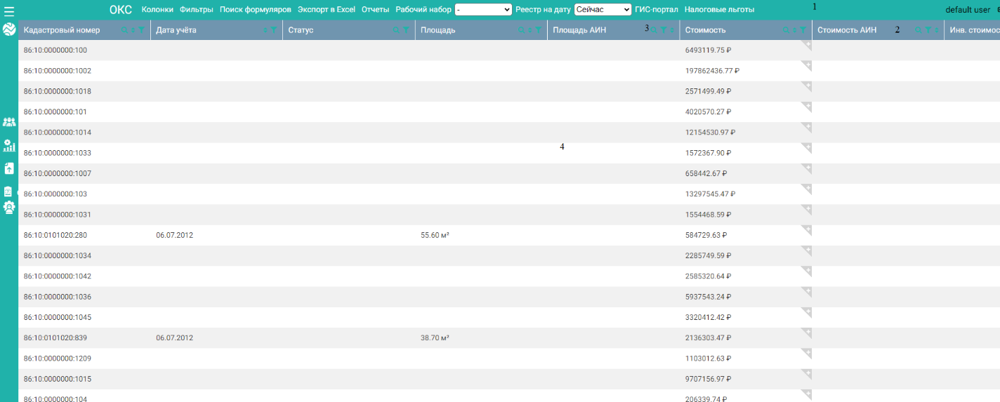 ОКС Колонки Фильтры Поиск формуляров Экспорт в Excel Отчеты Рабочий набор - Реестр на дату Сейчас ГИС-портал Налоговые льготы 1 default user
Кадастровый номер Дата учёта Статус Площадь Площадь АИН 3 Стоимость Стоимость АИН 2 Инв. стоимос
86:10:0000000:100 6493119.75 ₽
86:10:0000000:1002 197862436.77 ₽
86:10:0000000:1018 2571499.49 ₽
86:10:0000000:101 4020570.27 ₽
86:10:0000000:1014 12154530.97 ₽
4
86:10:0000000:1033 1572367.90 ₽
86:10:0000000:1007 658442.67 ₽
86:10:0000000:103 13297545.47 ₽
86:10:0000000:1031 1554468.59 ₽
86:10:0101020:280 06.07.2012 55.60 м² 584729.63 ₽
86:10:0000000:1034 2285749.59 ₽
86:10:0000000:1042 2585320.64 ₽
86:10:0000000:1036 5937543.24 ₽
86:10:0000000:1045 3320412.42 ₽
86:10:0101020:839 06.07.2012 38.70 м² 2136303.47 ₽
86:10:0000000:1209 1103012.63 ₽
86:10:0000000:1015 9707156.97 ₽
86:10:0000000:104 206339.74 ₽